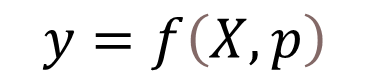 y = f(X, p)